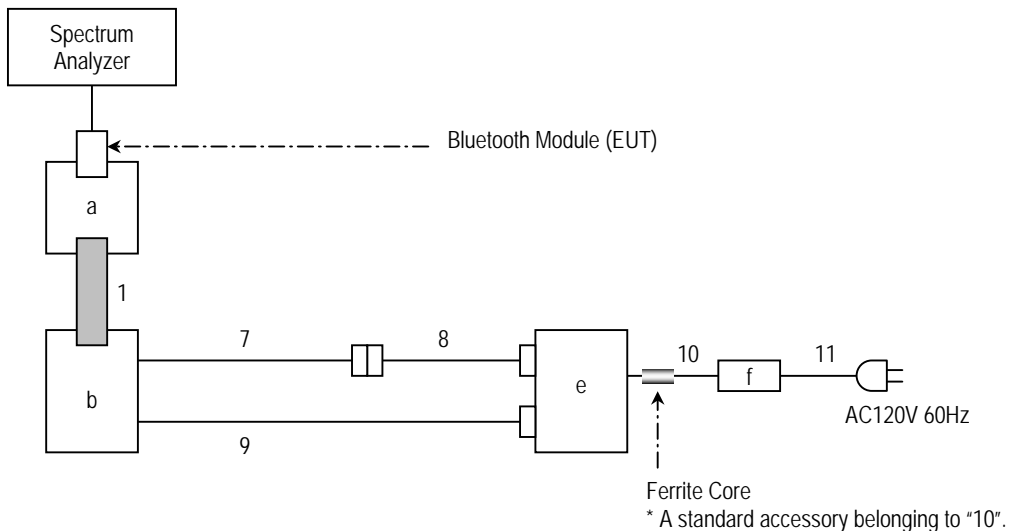 Spectrum
Analyzer
Bluetooth Module (EUT)
a
1
7
8
10
11
b
e
f
9
AC120V 60Hz
Ferrite Core
* A standard accessory belonging to “10”.